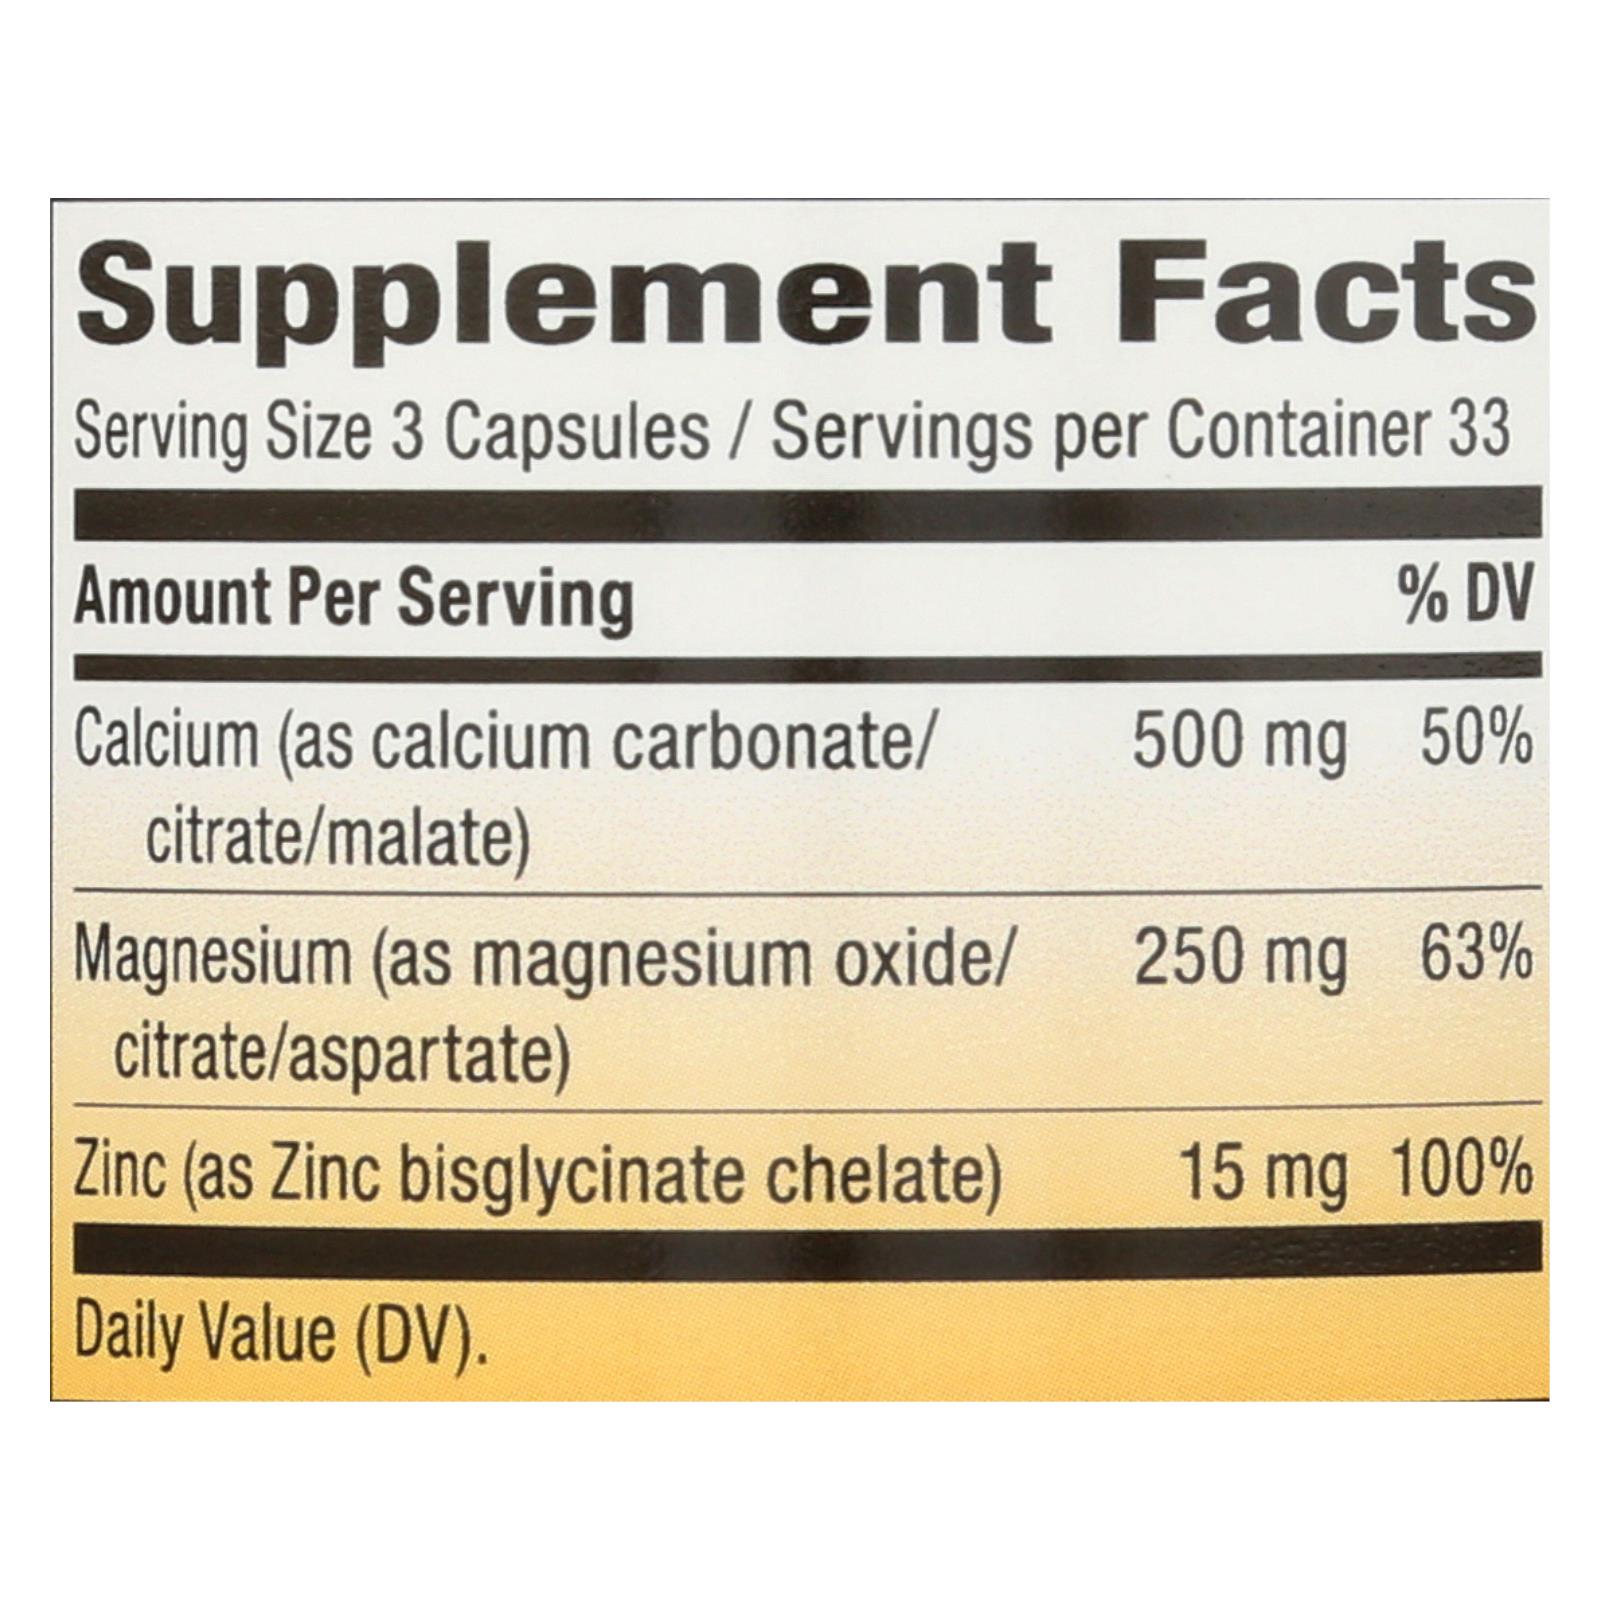 Supplement Facts
Serving Size 3 Capsules / Servings per Container 33
Amount Per Serving % DV
Calcium (as calcium carbonate/ 500 mg 50%
citrate/malate)
Magnesium (as magnesium oxide/ 250 mg 63%
citrate/aspartate)
Zinc (as Zinc bisglycinate chelate) 15 mg 100%
Daily Value (DV).